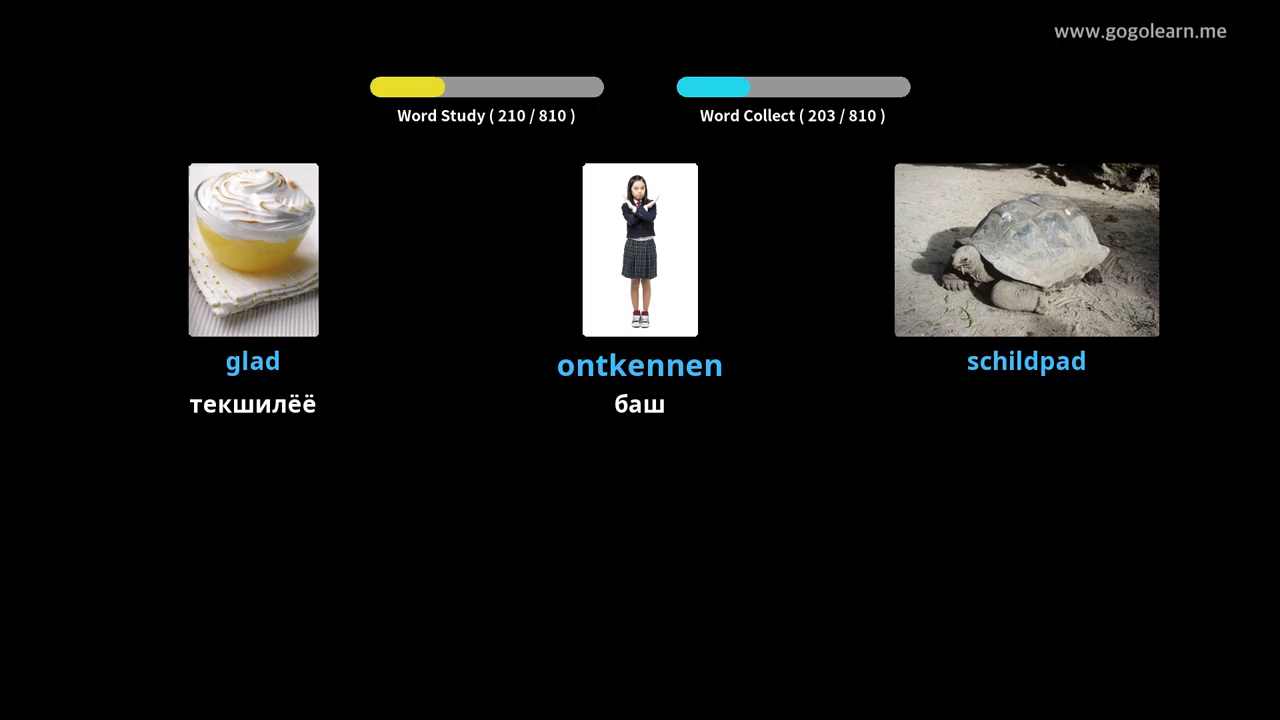 www.gogolearn.me
Word Study ( 210 / 810 )
Word Collect ( 203 / 810 )
glad
ontkennen
schildpad
текшилёё
баш